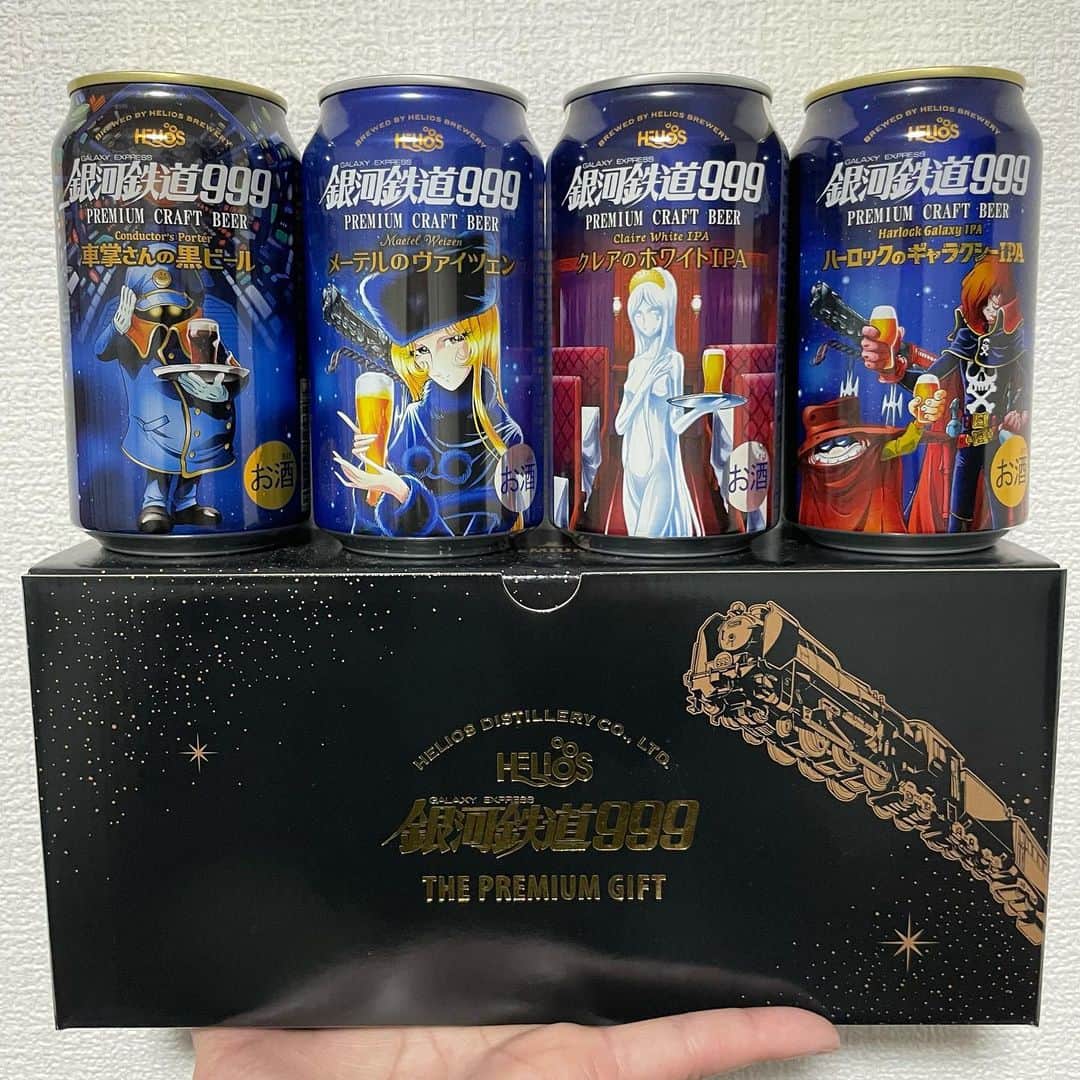 BREWED BY HELIOS BREWERY
HELIOS
GALAXY EXPRESS
銀河鉄道999
PREMIUM CRAFT BEER
Conductor's Porter
車掌さんの黒ビール
お酒
BREWED BY HELIOS BREWERY
HELIOS
GALAXY EXPRESS
銀河鉄道999
PREMIUM CRAFT BEER
Maetel Weizen
メーテルのヴァイツェン
お酒
BREWED BY HELIOS BREWERY
HELIOS
GALAXY EXPRESS
銀河鉄道999
PREMIUM CRAFT BEER
Claire White IPA
クレアのホワイトIPA
お酒
BREWED BY HELIOS BREWERY
HELIOS
GALAXY EXPRESS
銀河鉄道999
PREMIUM CRAFT BEER
Harlock Galaxy IPA
ハーロックのギャラクシーIPA
お酒
PREMIUM
HELIOS DISTILLERY CO., LTD.
HELIOS
GALAXY EXPRESS
銀河鉄道999
THE PREMIUM GIFT